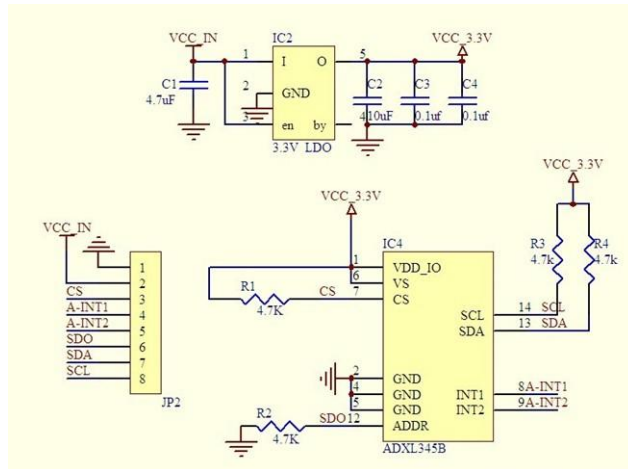 VCC_IN
IC2
VCC_3.3V
1
I
O
5
C1
4.7uF
2
GND
C2
C3
C4
4
10uF
0.1uf
0.1uf
3
en
by
3.3V LDO
VCC_3.3V
VCC_3.3V
VCC_IN
IC4
R3
4.7k
R4
4.7k
1
VDD_IO
6
VS
R1
4.7K
CS
7
CS
1
2
CS
3
A-INT1
4
A-INT2
5
SDO
6
SDA
7
SCL
8
JP2
SCL
14
SCL
SDA
13
SDA
2
GND
4
GND
5
GND
INT1
8
A-INT1
INT2
9
A-INT2
R2
4.7K
SDO
12
ADDR
ADXL345B